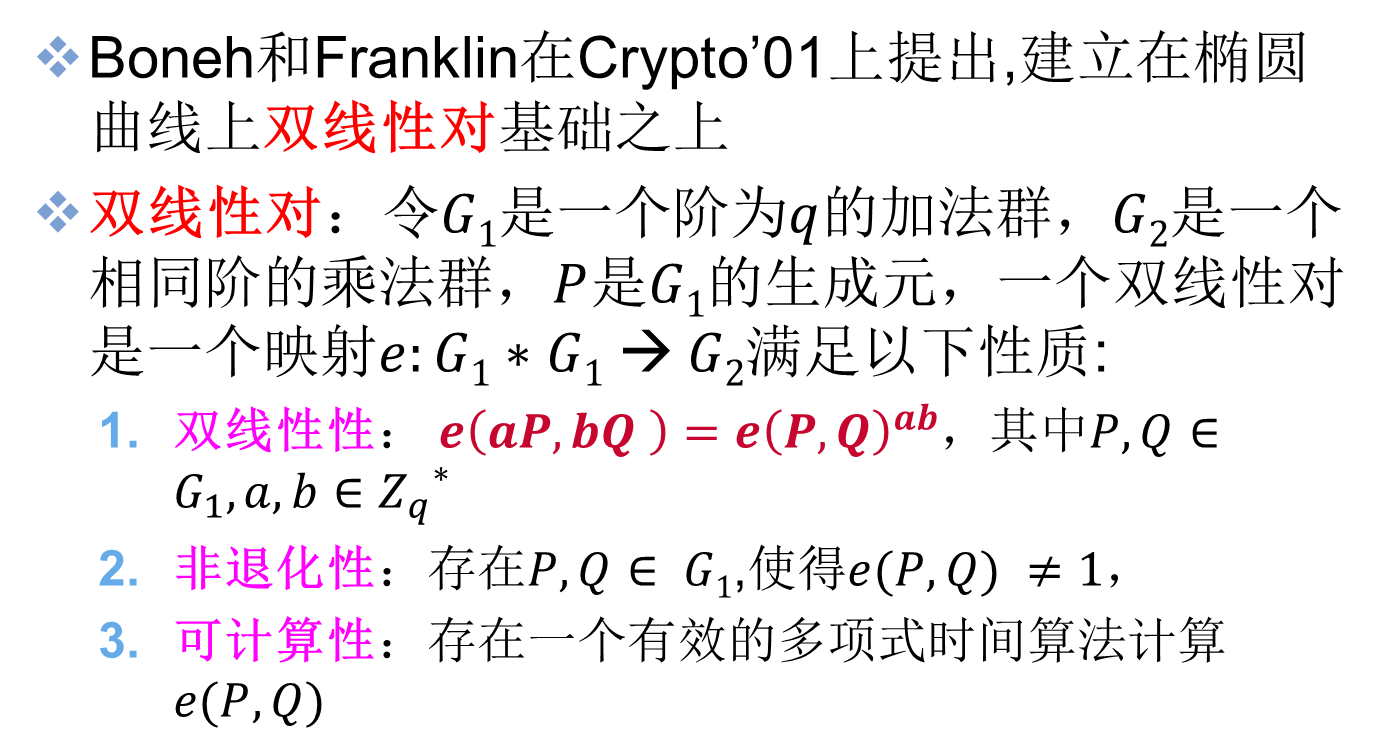 ❖Boneh和Franklin在Crypto’01上提出,建立在椭圆
曲线上双线性对基础之上
❖双线性对：令G₁是一个阶为q的加法群，G₂是一个
相同阶的乘法群，P是G₁的生成元，一个双线性对
是一个映射e: G₁ * G₁ → G₂满足以下性质:
1. 双线性性： e(aP, bQ ) = e(P, Q)ᵃᵇ，其中P, Q ∈
G₁, a, b ∈ Z_q*
2. 非退化性：存在P, Q ∈ G₁,使得e(P, Q) ≠ 1，
3. 可计算性：存在一个有效的多项式时间算法计算
e(P, Q)